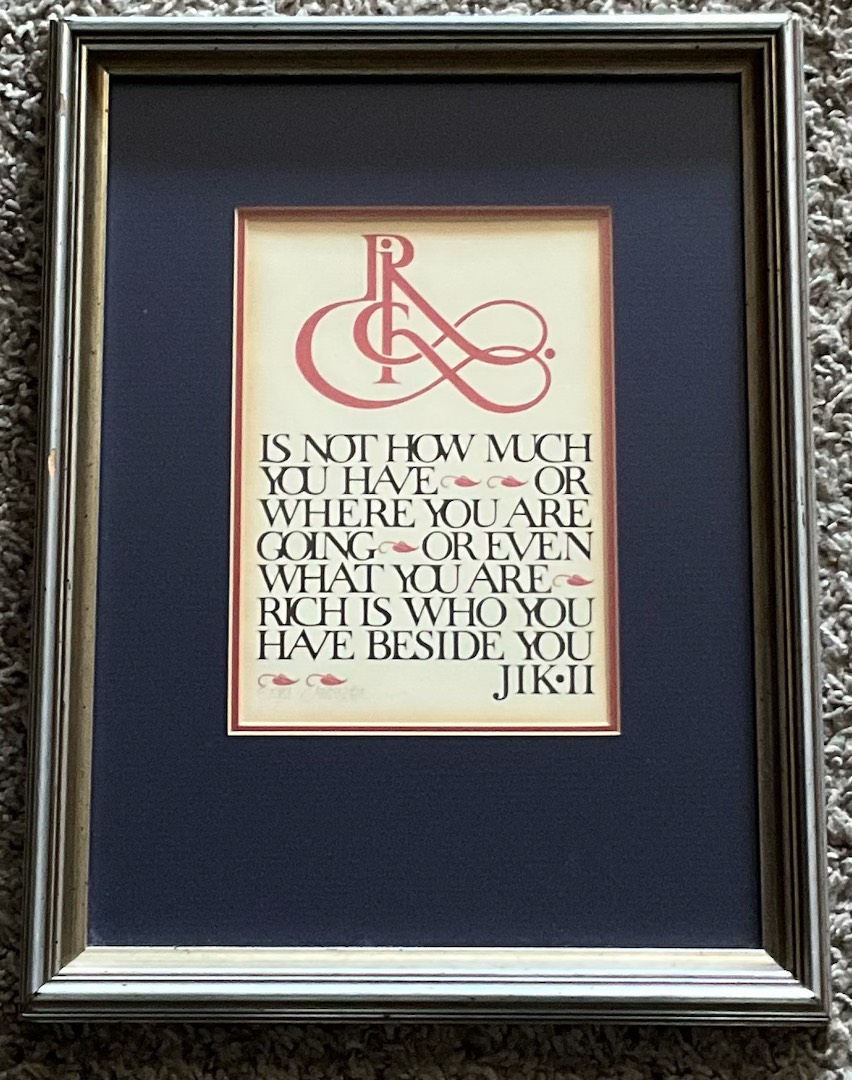 RICH
IS NOT HOW MUCH
YOU HAVE OR
WHERE YOU ARE
GOING OR EVEN
WHAT YOU ARE
RICH IS WHO YOU
HAVE BESIDE YOU
JIK·II